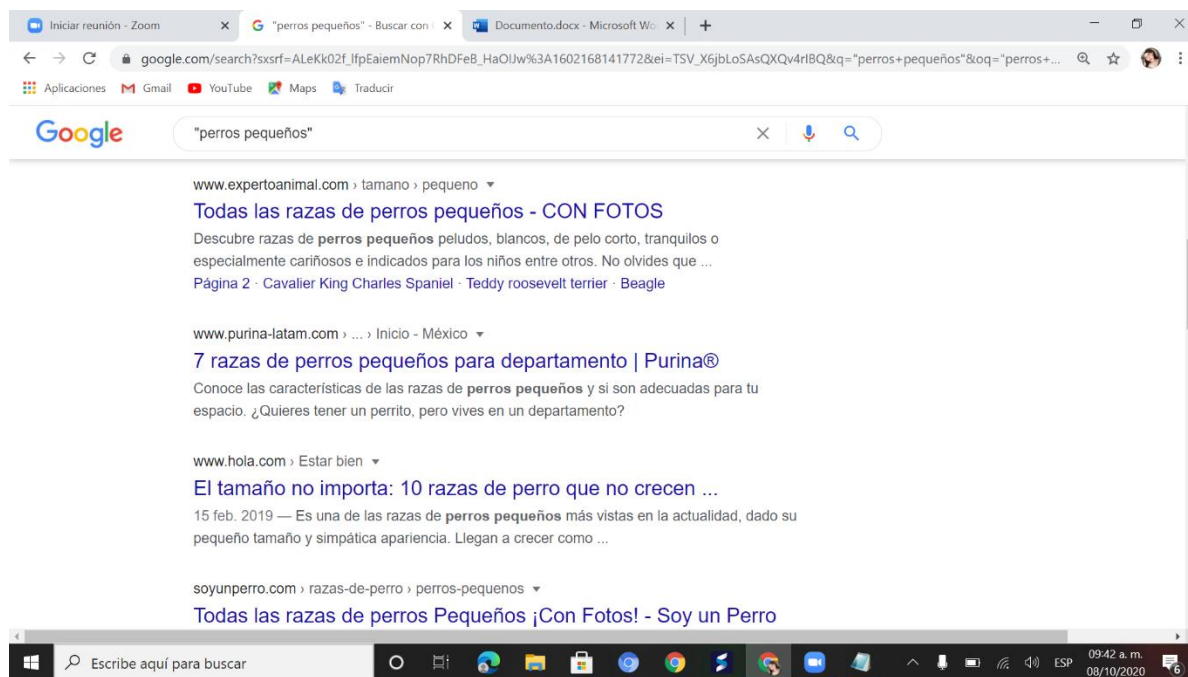 Iniciar reunión - Zoom
"perros pequeños" - Buscar con
Documento.docx - Microsoft Wo
google.com/search?sxsrf=ALeKk02f_lfpEaiemNop7RhDFeB_HaOlJw%3A1602168141772&ei=TSV_X6jbLoSAsQXQv4rIBQ&q="perros+pequeños"&oq="perros+...
Aplicaciones Gmail YouTube Maps Traducir
Google "perros pequeños"
www.expertoanimal.com › tamano › pequeno
Todas las razas de perros pequeños - CON FOTOS
Descubre razas de perros pequeños peludos, blancos, de pelo corto, tranquilos o
especialmente cariñosos e indicados para los niños entre otros. No olvides que ...
Página 2 · Cavalier King Charles Spaniel · Teddy roosevelt terrier · Beagle
www.purina-latam.com › ... › Inicio - México
7 razas de perros pequeños para departamento | Purina®
Conoce las características de las razas de perros pequeños y si son adecuadas para tu
espacio. ¿Quieres tener un perrito, pero vives en un departamento?
www.hola.com › Estar bien
El tamaño no importa: 10 razas de perro que no crecen ...
15 feb. 2019 — Es una de las razas de perros pequeños más vistas en la actualidad, dado su
pequeño tamaño y simpática apariencia. Llegan a crecer como ...
soyunperro.com › razas-de-perro › perros-pequenos
Todas las razas de perros Pequeños ¡Con Fotos! - Soy un Perro
Escribe aquí para buscar
ESP
09:42 a. m.
08/10/2020
6